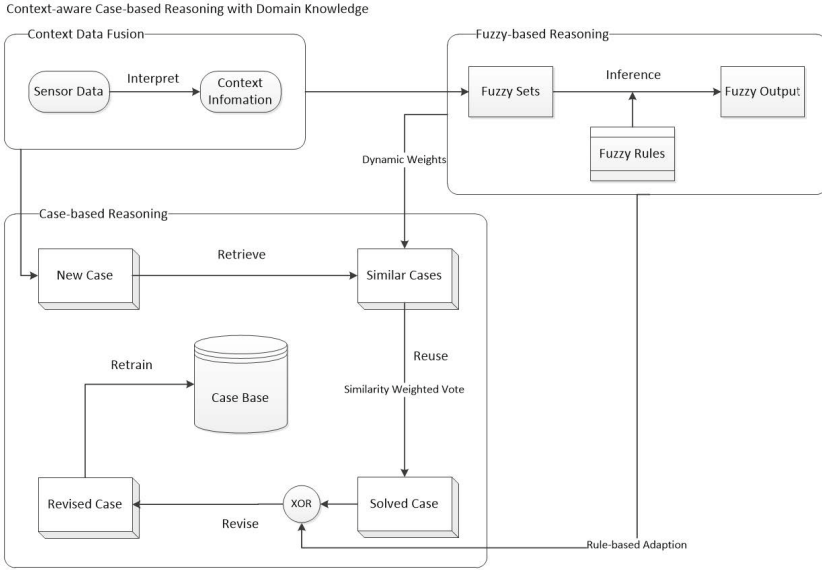 Context-aware Case-based Reasoning with Domain Knowledge
Context Data Fusion
Sensor Data
Interpret
Context
Infomation
Fuzzy-based Reasoning
Fuzzy Sets
Inference
Fuzzy Output
Fuzzy Rules
Dynamic Weights
Case-based Reasoning
New Case
Retrieve
Similar Cases
Reuse
Similarity Weighted Vote
Retrain
Case Base
Revised Case
Revise
XOR
Solved Case
Rule-based Adaption